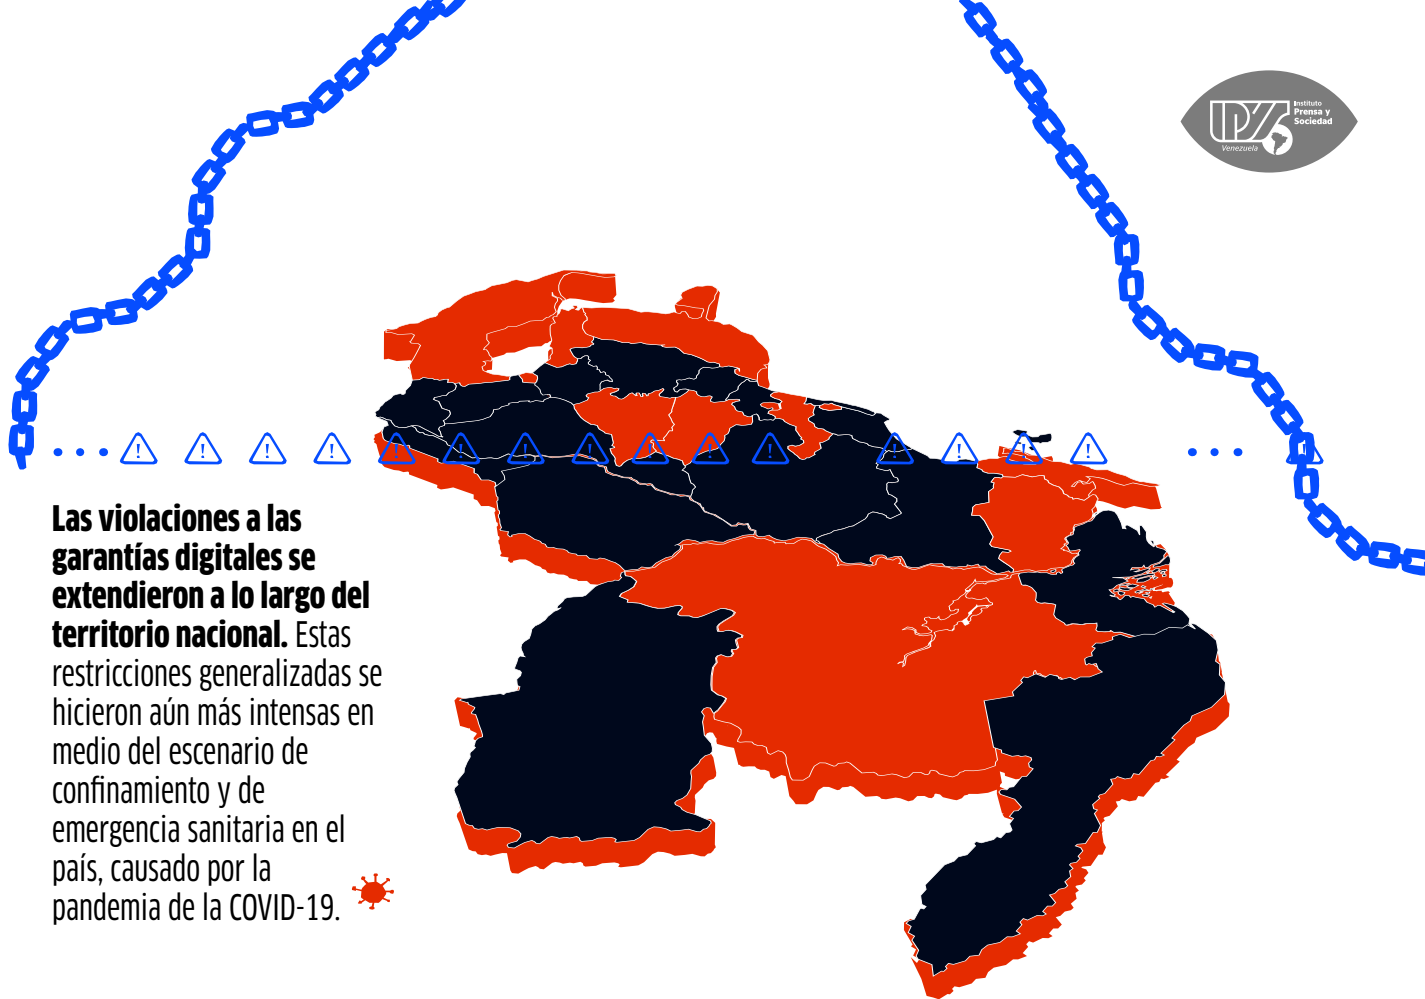 IPYS
Instituto
Prensa y
Sociedad
Venezuela
Las violaciones a las
garantías digitales se
extendieron a lo largo del
territorio nacional. Estas
restricciones generalizadas se
hicieron aún más intensas en
medio del escenario de
confinamiento y de
emergencia sanitaria en el
país, causado por la
pandemia de la COVID-19.